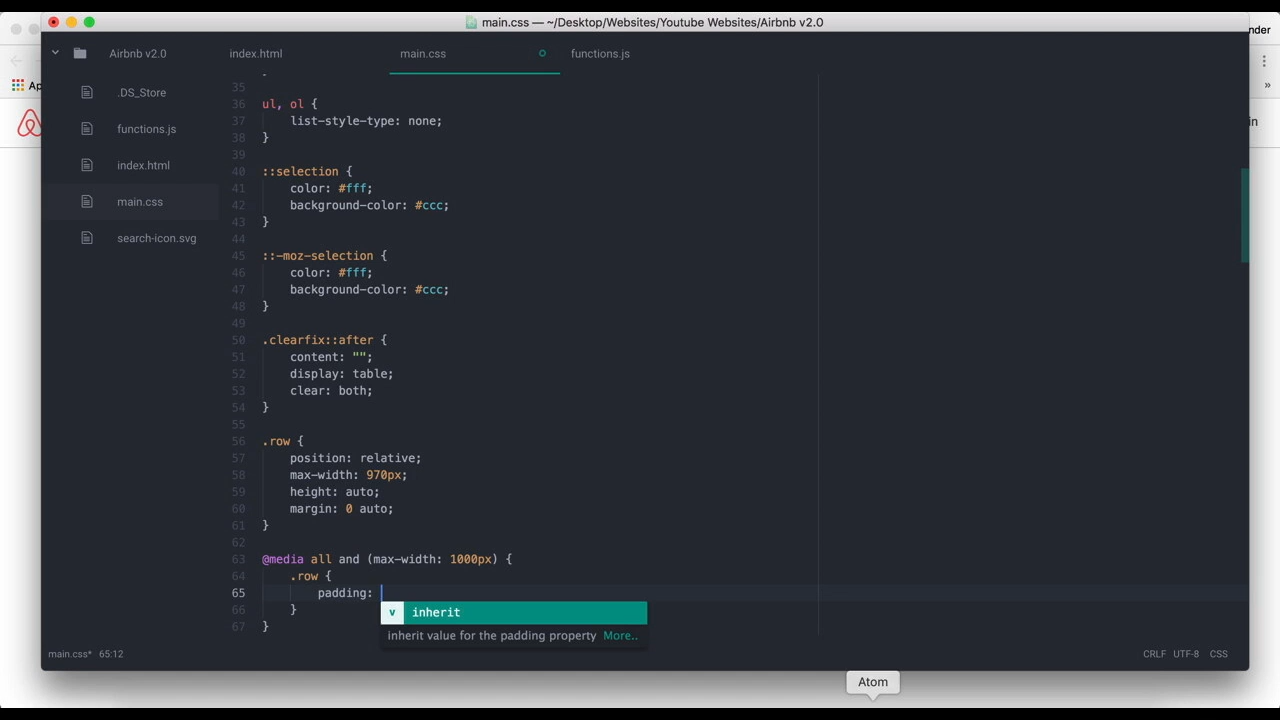 main.css — ~/Desktop/Websites/Youtube Websites/Airbnb v2.0
nder
Ap
»
in
Airbnb v2.0
index.html
main.css
functions.js
.DS_Store
functions.js
index.html
main.css
search-icon.svg
35
36 ul, ol {
37 list-style-type: none;
38 }
39
40 ::selection {
41 color: #fff;
42 background-color: #ccc;
43 }
44
45 ::-moz-selection {
46 color: #fff;
47 background-color: #ccc;
48 }
49
50 .clearfix::after {
51 content: "";
52 display: table;
53 clear: both;
54 }
55
56 .row {
57 position: relative;
58 max-width: 970px;
59 height: auto;
60 margin: 0 auto;
61 }
62
63 @media all and (max-width: 1000px) {
64 .row {
65 padding:
66 }
67 }
v inherit
inherit value for the padding property More..
main.css* 65:12
CRLF UTF-8 CSS
Atom